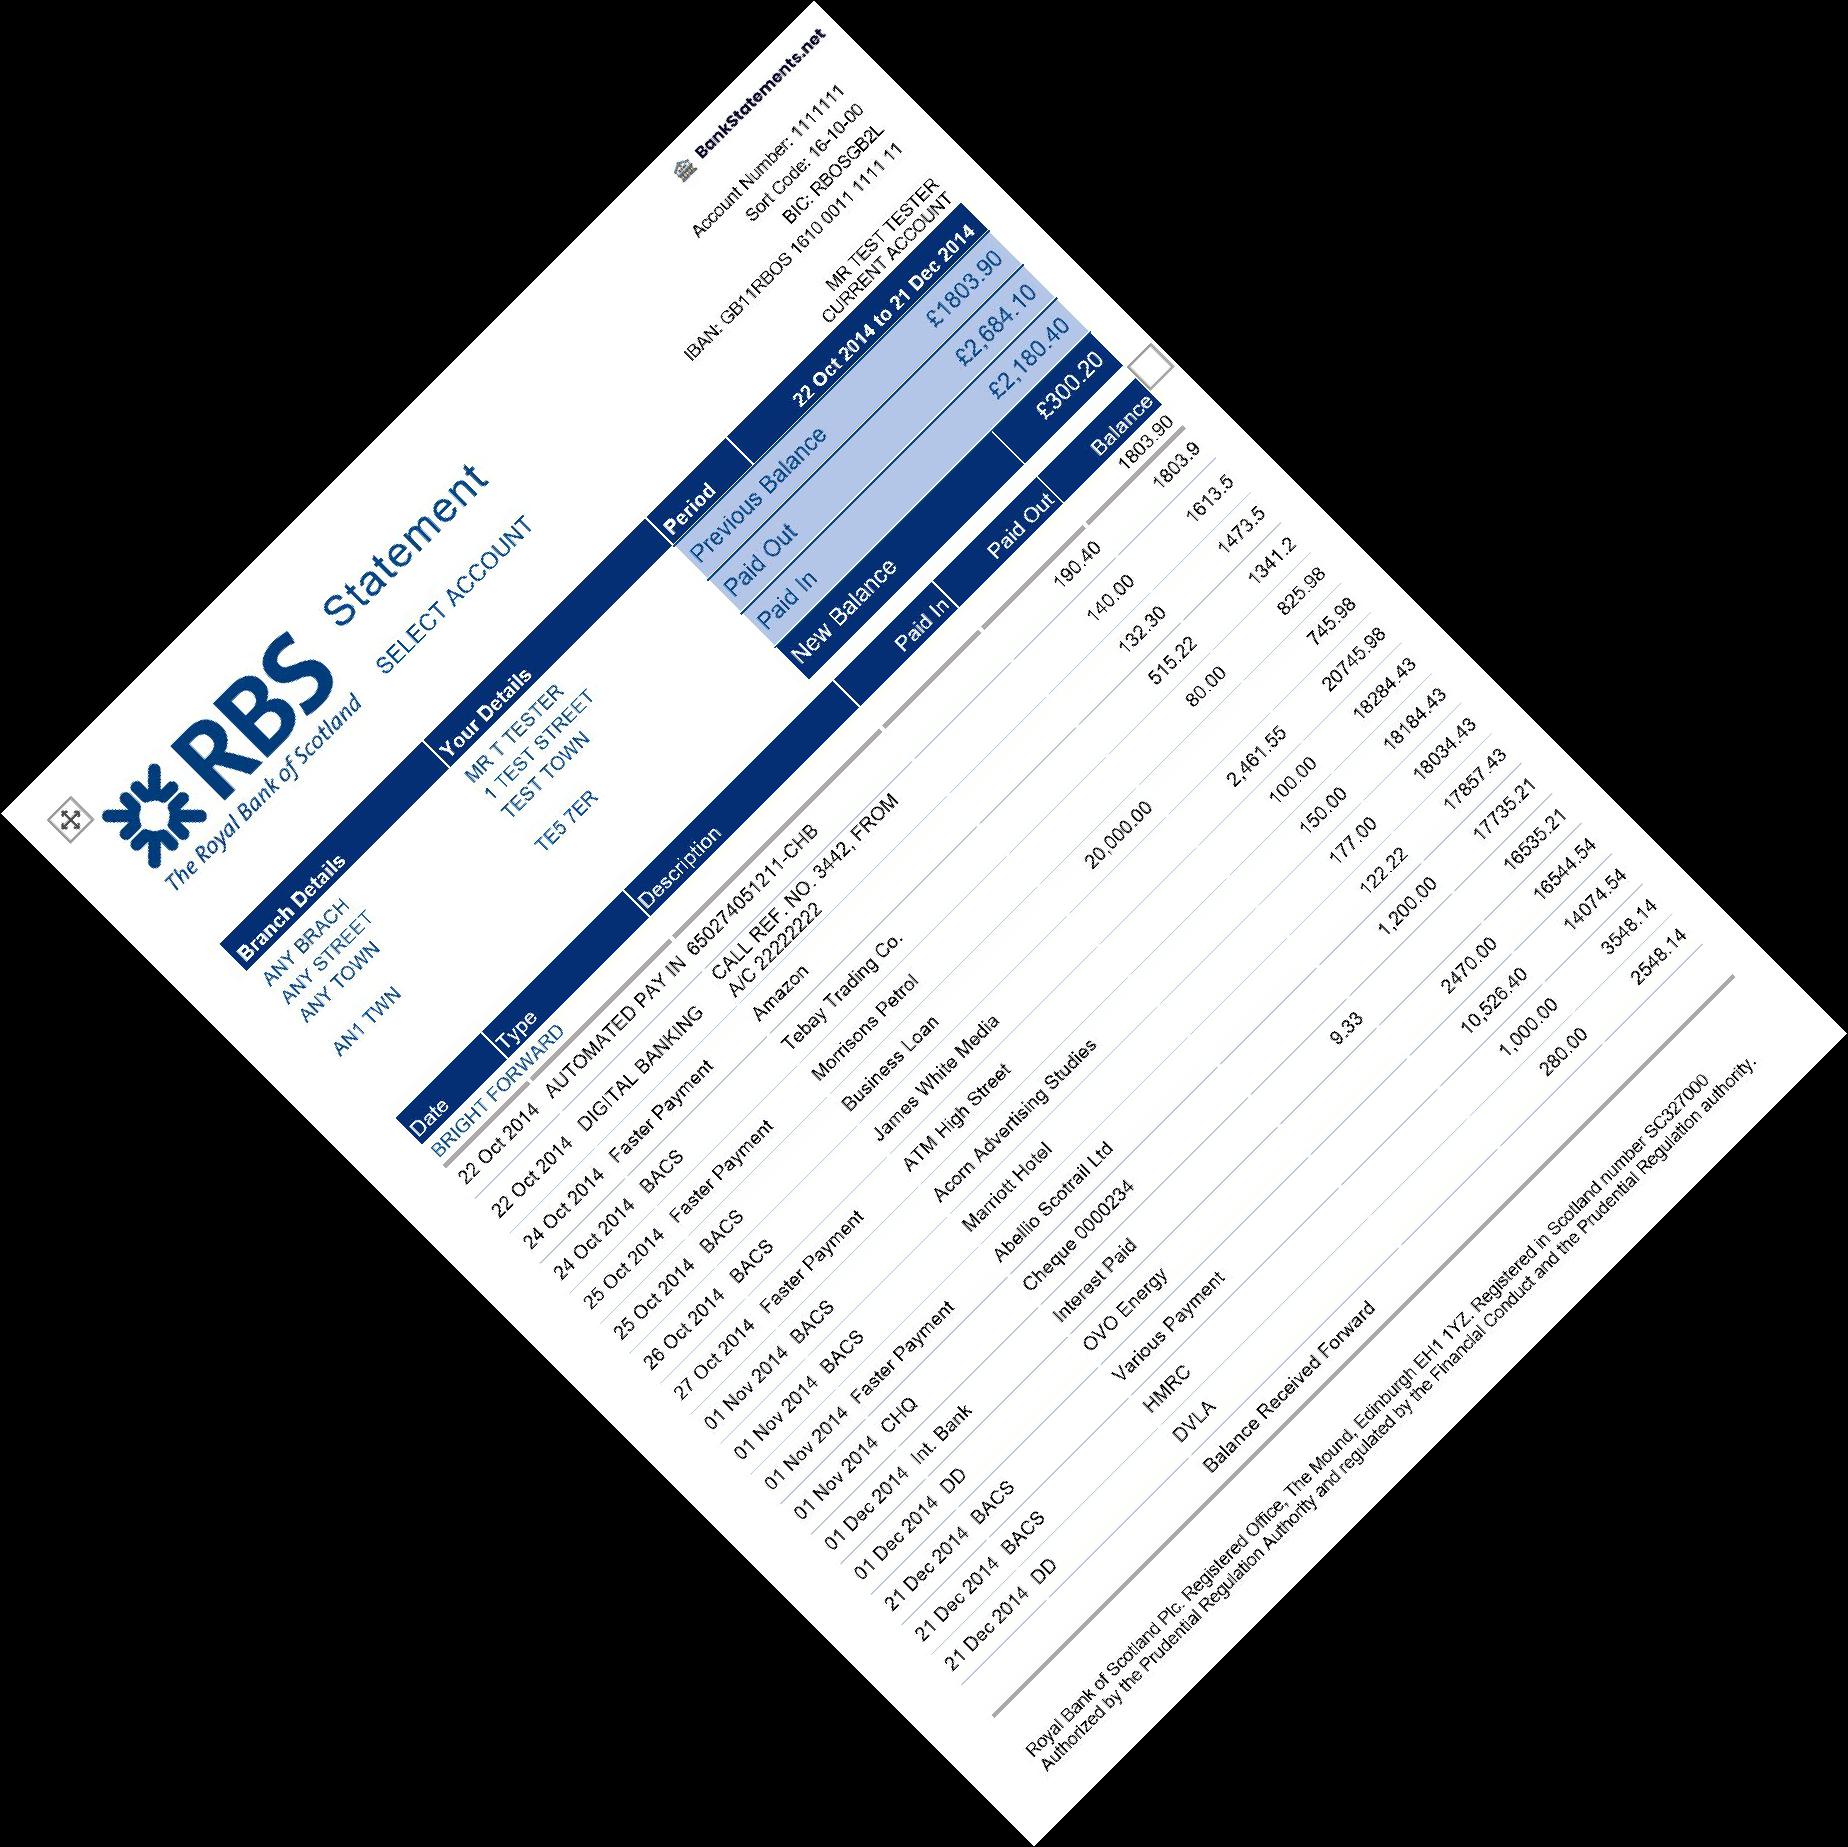 BankStatements.net
Account Number: 1111111
Sort Code: 16-10-00
BIC: RBOSGB2L
IBAN: GB11RBOS 1610 0011 1111 11
RBS Statement
The Royal Bank of Scotland
SELECT ACCOUNT
MR TEST TESTER
CURRENT ACCOUNT
Branch Details Your Details Period 22 Oct 2014 to 21 Dec 2014
ANY BRACH
ANY STREET
ANY TOWN
AN1 TWN
MR T TESTER
1 TEST STREET
TEST TOWN
TE5 7ER
Previous Balance £1803.90
Paid Out £2,684.10
Paid In £2,180.40
New Balance £300.20
Date Type Description Paid In Paid Out Balance
BRIGHT FORWARD 1803.90
22 Oct 2014 AUTOMATED PAY IN 650274051211-CHB 190.40 1803.9
22 Oct 2014 DIGITAL BANKING CALL REF. NO. 3442, FROM 140.00 1613.5
A/C 22222222
24 Oct 2014 Faster Payment Amazon 132.30 1473.5
24 Oct 2014 BACS Tebay Trading Co. 515.22 1341.2
25 Oct 2014 Faster Payment Morrisons Petrol 80.00 825.98
25 Oct 2014 BACS Business Loan 20,000.00 745.98
26 Oct 2014 BACS James White Media 2,461.55 20745.98
27 Oct 2014 Faster Payment ATM High Street 100.00 18284.43
01 Nov 2014 BACS Acorn Advertising Studies 150.00 18184.43
01 Nov 2014 BACS Marriott Hotel 177.00 18034.43
01 Nov 2014 Faster Payment Abellio Scotrail Ltd 122.22 17857.43
01 Nov 2014 CHQ Cheque 0000234 1,200.00 17735.21
01 Dec 2014 Int. Bank Interest Paid 9.33 16535.21
01 Dec 2014 DD OVO Energy 2470.00 16544.54
21 Dec 2014 BACS Various Payment 10,526.40 14074.54
21 Dec 2014 BACS HMRC 1,000.00 3548.14
21 Dec 2014 DD DVLA 280.00 2548.14
Balance Received Forward
Royal Bank of Scotland Plc. Registered Office, The Mound, Edinburgh EH1 1YZ. Registered in Scotland number SC327000
Authorized by the Prudential Regulation Authority and regulated by the Financial Conduct and the Prudential Regulation authority.